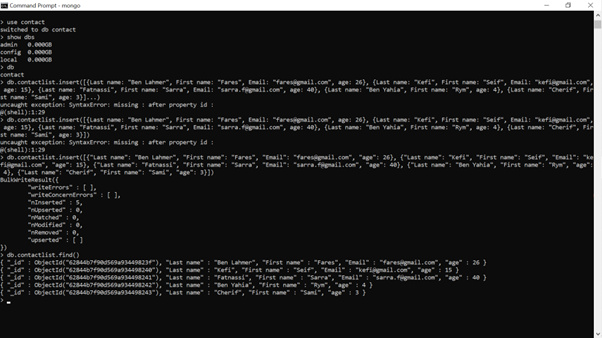 Command Prompt - mongo
> use contact
switched to db contact
> show dbs
admin   0.000GB
config  0.000GB
local   0.000GB
> db
contact
> db.contactlist.insert([{Last name: "Ben Lahmer", First name: "Fares", Email: "fares@gmail.com", age: 26}, {Last name: "Kefi", First name: "Seif", Email: "kefi@gmail.com",
age: 15}, {Last name: "Fatnassi", First name: "Sarra", Email: "sarra.f@gmail.com", age: 40}, {Last name: "Ben Yahia", First name: "Rym", age: 4}, {Last name: "Cherif", Fir
st name: "Sami", age: 3}]...)
uncaught exception: SyntaxError: missing : after property id :
@(shell):1:29
> db.contactlist.insert([{Last name: "Ben Lahmer", First name: "Fares", Email: "fares@gmail.com", age: 26}, {Last name: "Kefi", First name: "Seif", Email: "kefi@gmail.com",
age: 15}, {Last name: "Fatnassi", First name: "Sarra", Email: "sarra.f@gmail.com", age: 40}, {Last name: "Ben Yahia", First name: "Rym", age: 4}, {Last name: "Cherif", Fir
st name: "Sami", age: 3}])
uncaught exception: SyntaxError: missing : after property id :
@(shell):1:29
> db.contactlist.insert([{"Last name": "Ben Lahmer", "First name": "Fares", "Email": "fares@gmail.com", "age": 26}, {"Last name": "Kefi", "First name": "Seif", "Email": "ke
fi@gmail.com", "age": 15}, {"Last name": "Fatnassi", "First name": "Sarra", "Email": "sarra.f@gmail.com", "age": 40}, {"Last name": "Ben Yahia", "First name": "Rym", "age":
4}, {"Last name": "Cherif", "First name": "Sami", "age": 3}])
BulkWriteResult({
"writeErrors" : [ ],
"writeConcernErrors" : [ ],
"nInserted" : 5,
"nUpserted" : 0,
"nMatched" : 0,
"nModified" : 0,
"nRemoved" : 0,
"upserted" : [ ]
})
> db.contactlist.find()
{ "_id" : ObjectId("62844b7f90d569a93449823f"), "Last name" : "Ben Lahmer", "First name" : "Fares", "Email" : "fares@gmail.com", "age" : 26 }
{ "_id" : ObjectId("62844b7f90d569a934498240"), "Last name" : "Kefi", "First name" : "Seif", "Email" : "kefi@gmail.com", "age" : 15 }
{ "_id" : ObjectId("62844b7f90d569a934498241"), "Last name" : "Fatnassi", "First name" : "Sarra", "Email" : "sarra.f@gmail.com", "age" : 40 }
{ "_id" : ObjectId("62844b7f90d569a934498242"), "Last name" : "Ben Yahia", "First name" : "Rym", "age" : 4 }
{ "_id" : ObjectId("62844b7f90d569a934498243"), "Last name" : "Cherif", "First name" : "Sami", "age" : 3 }
>